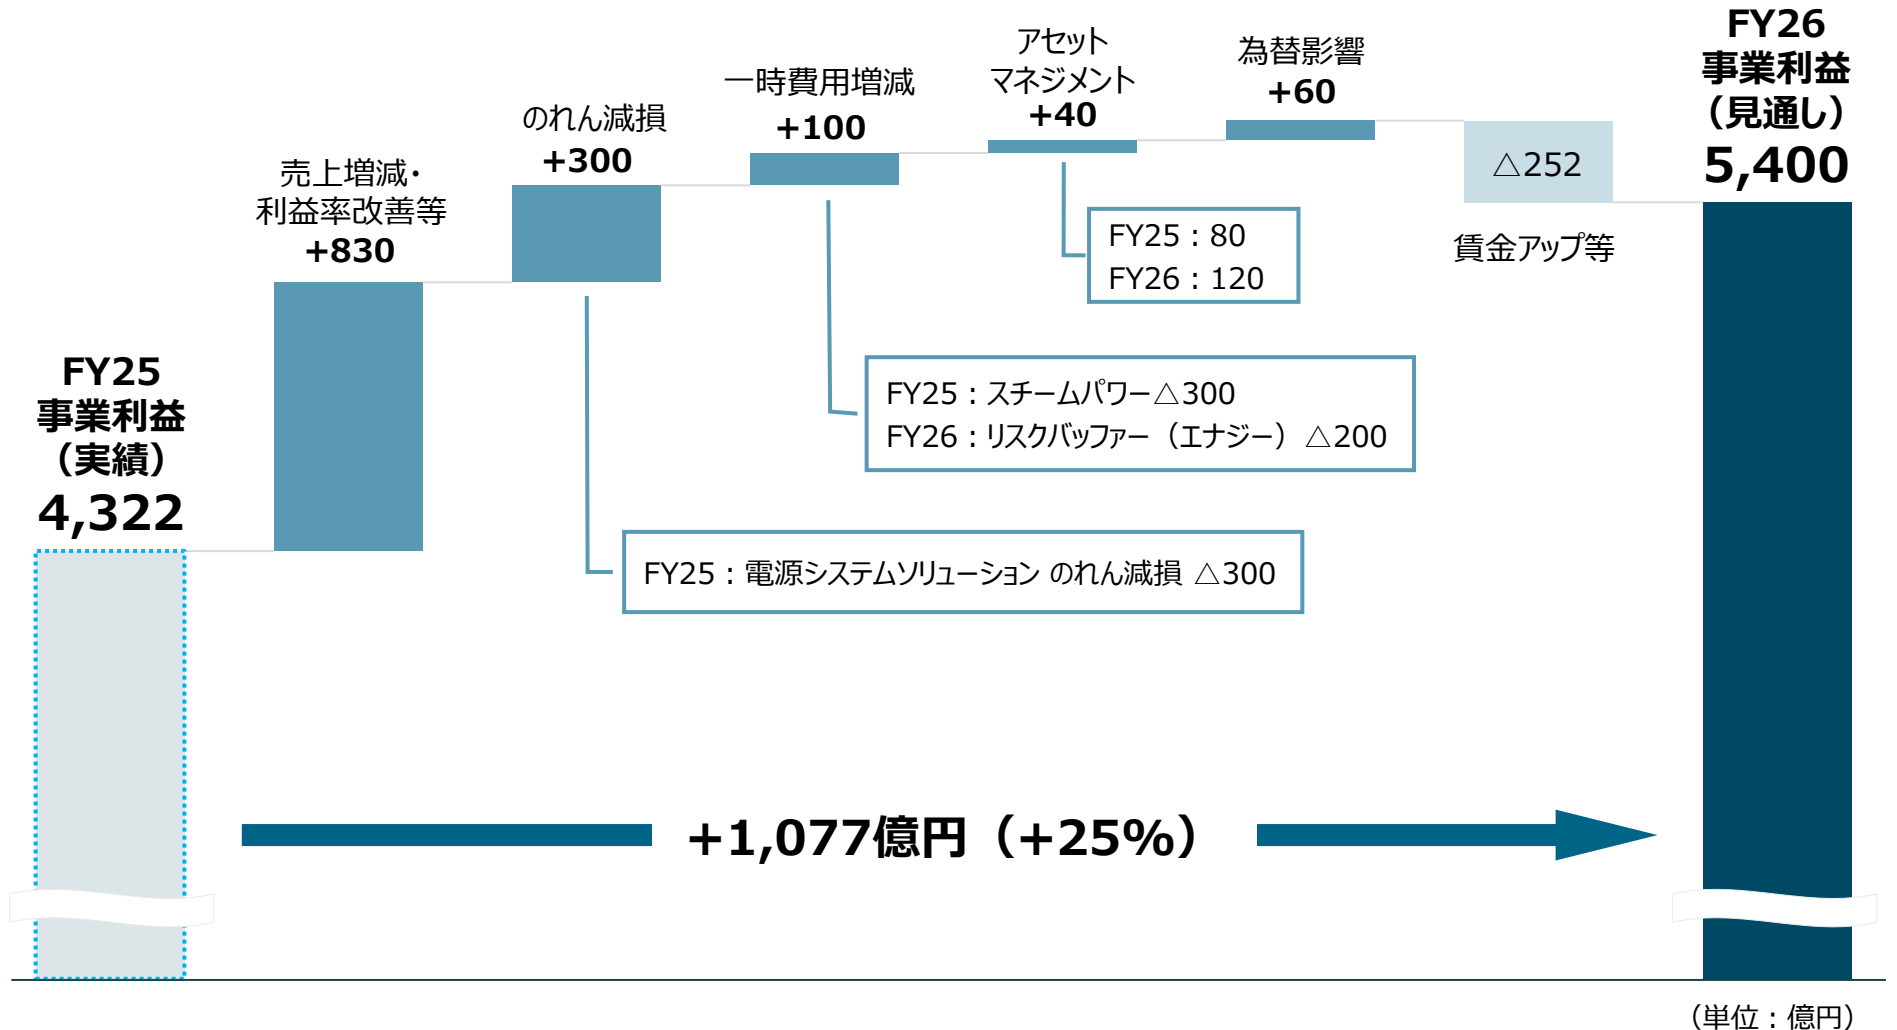 FY25
事業利益
（実績）
4,322
売上増減・
利益率改善等
+830
のれん減損
+300
一時費用増減
+100
アセット
マネジメント
+40
為替影響
+60
△252
賃金アップ等
FY26
事業利益
（見通し）
5,400
FY25：80
FY26：120
FY25：スチームパワー△300
FY26：リスクバッファー（エナジー）△200
FY25：電源システムソリューション のれん減損 △300
+1,077億円（+25%）
（単位：億円）